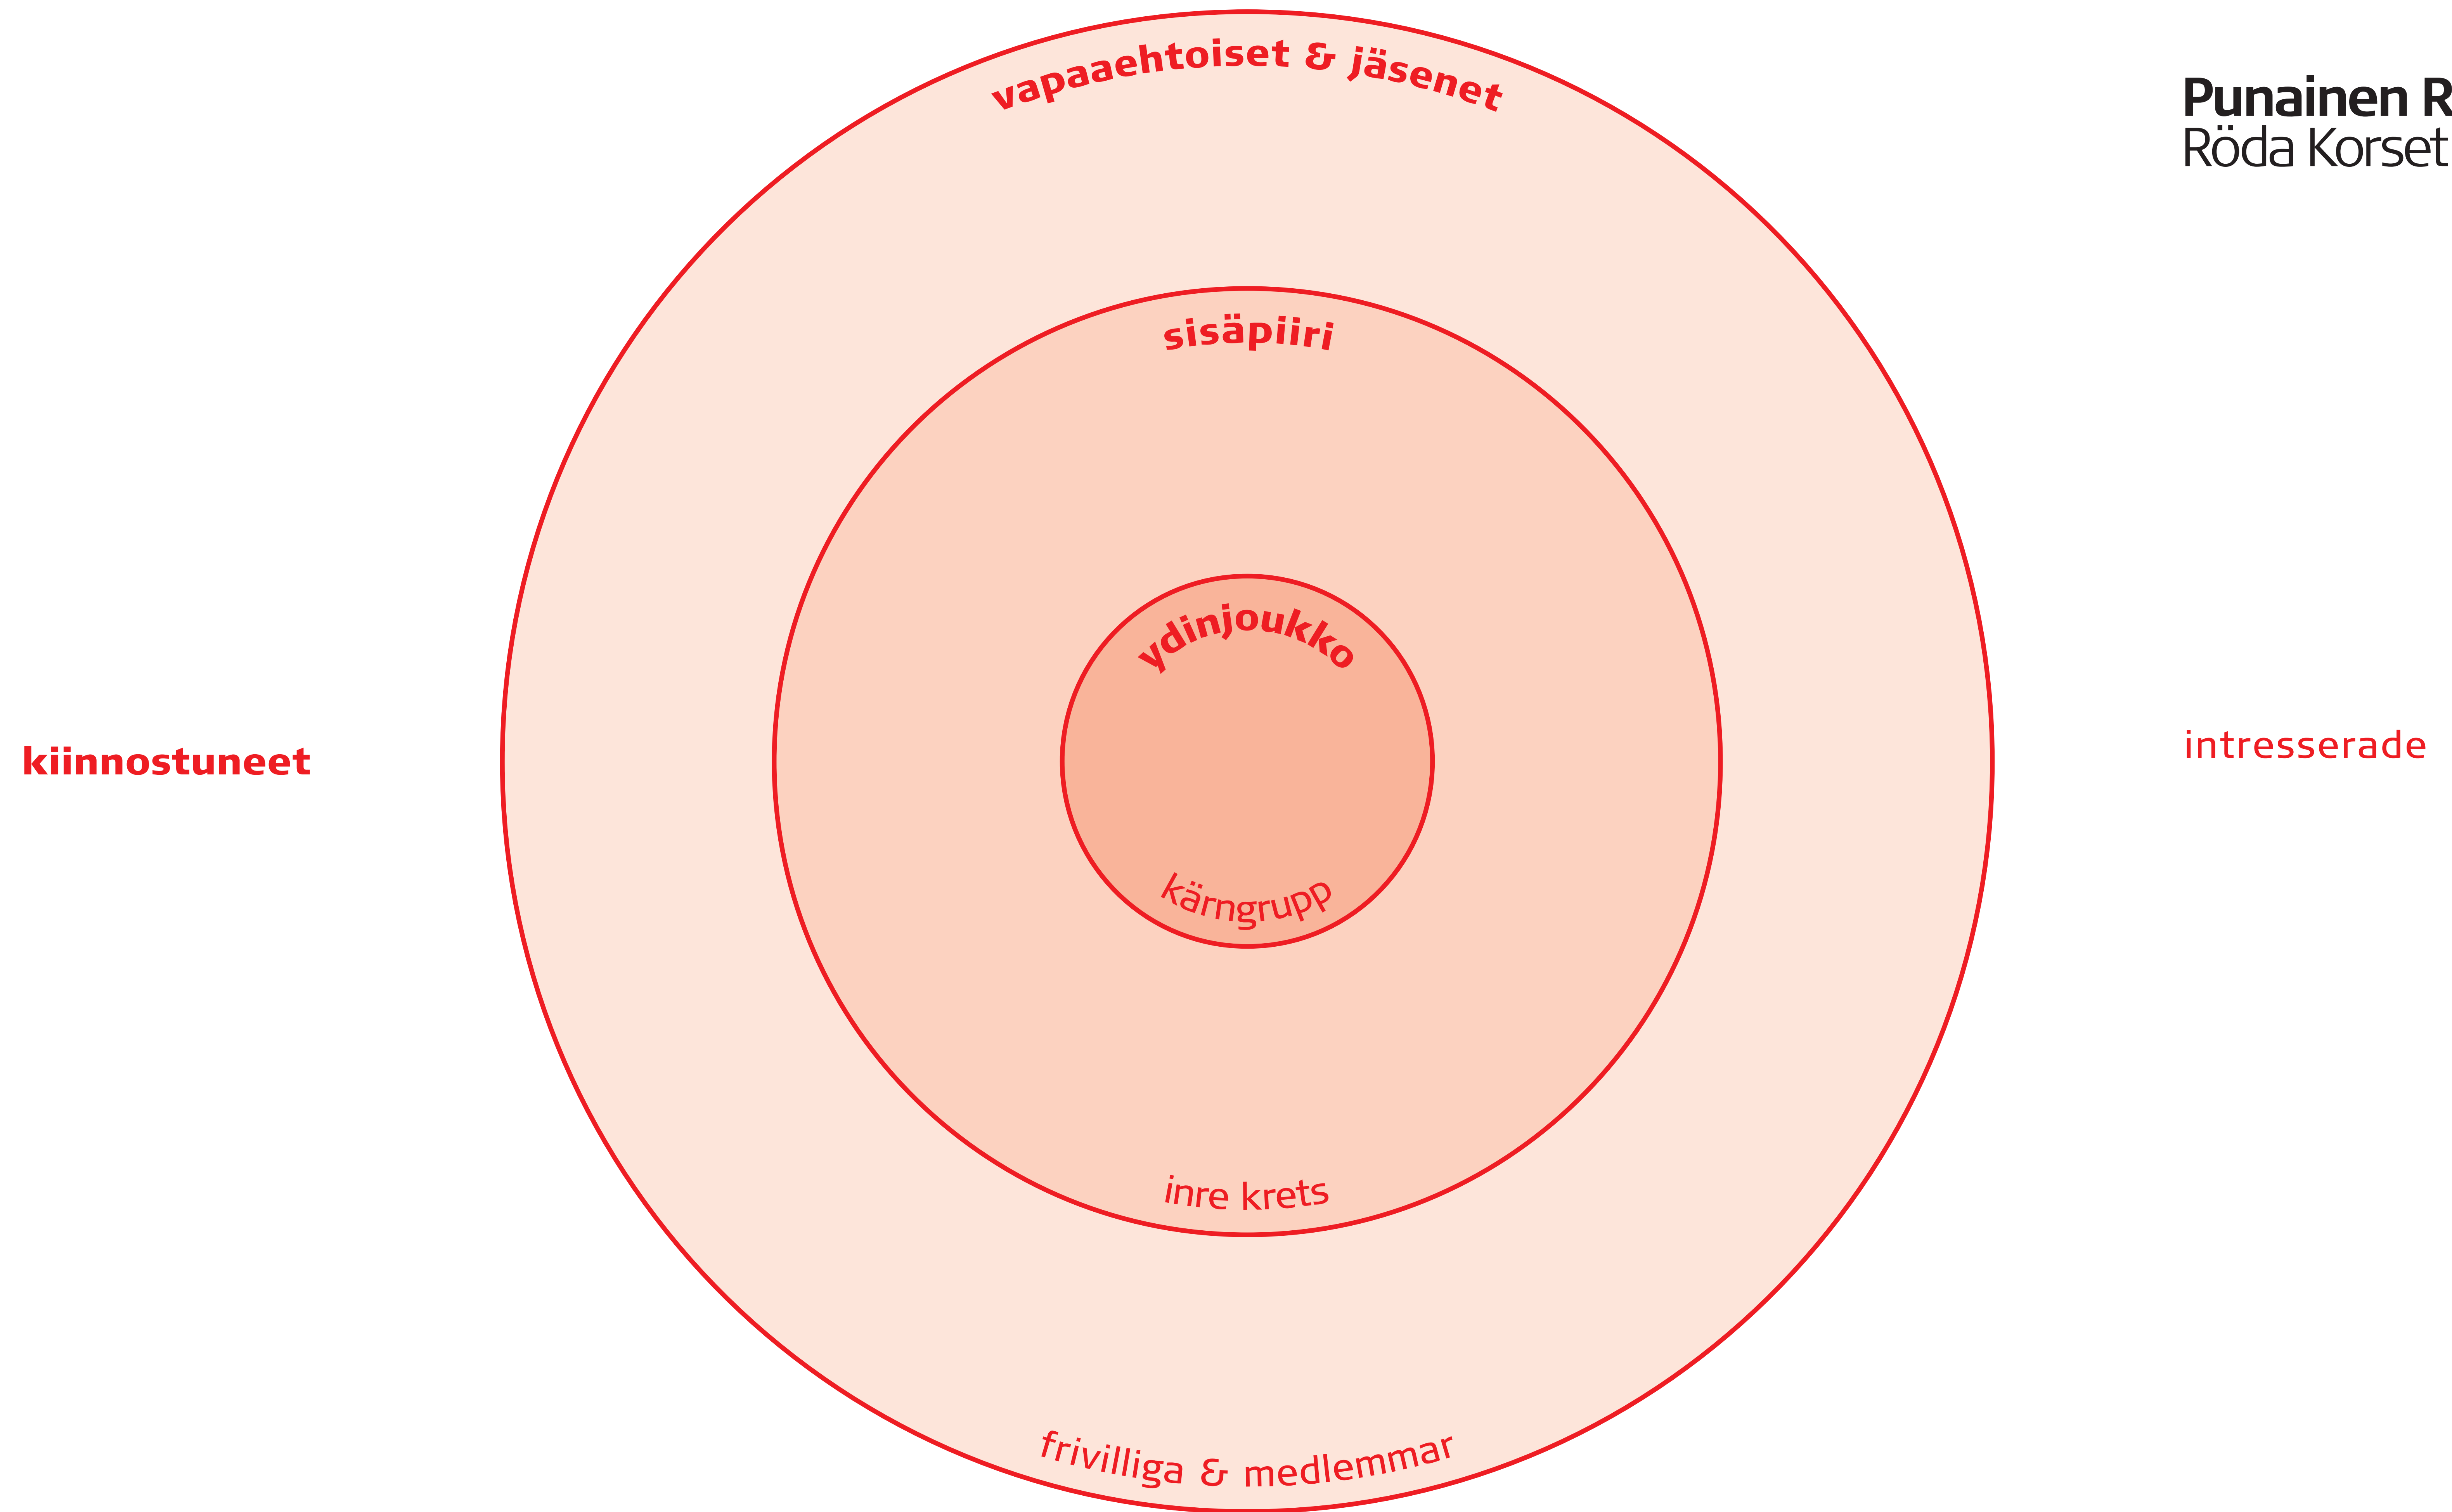 vapaaehtoiset & jäsenet
Punainen R
Röda Korset
sisäpiiri
ydinjoukko
kiinnostuneet
intresserade
kärngrupp
inre krets
frivilliga & medlemmar